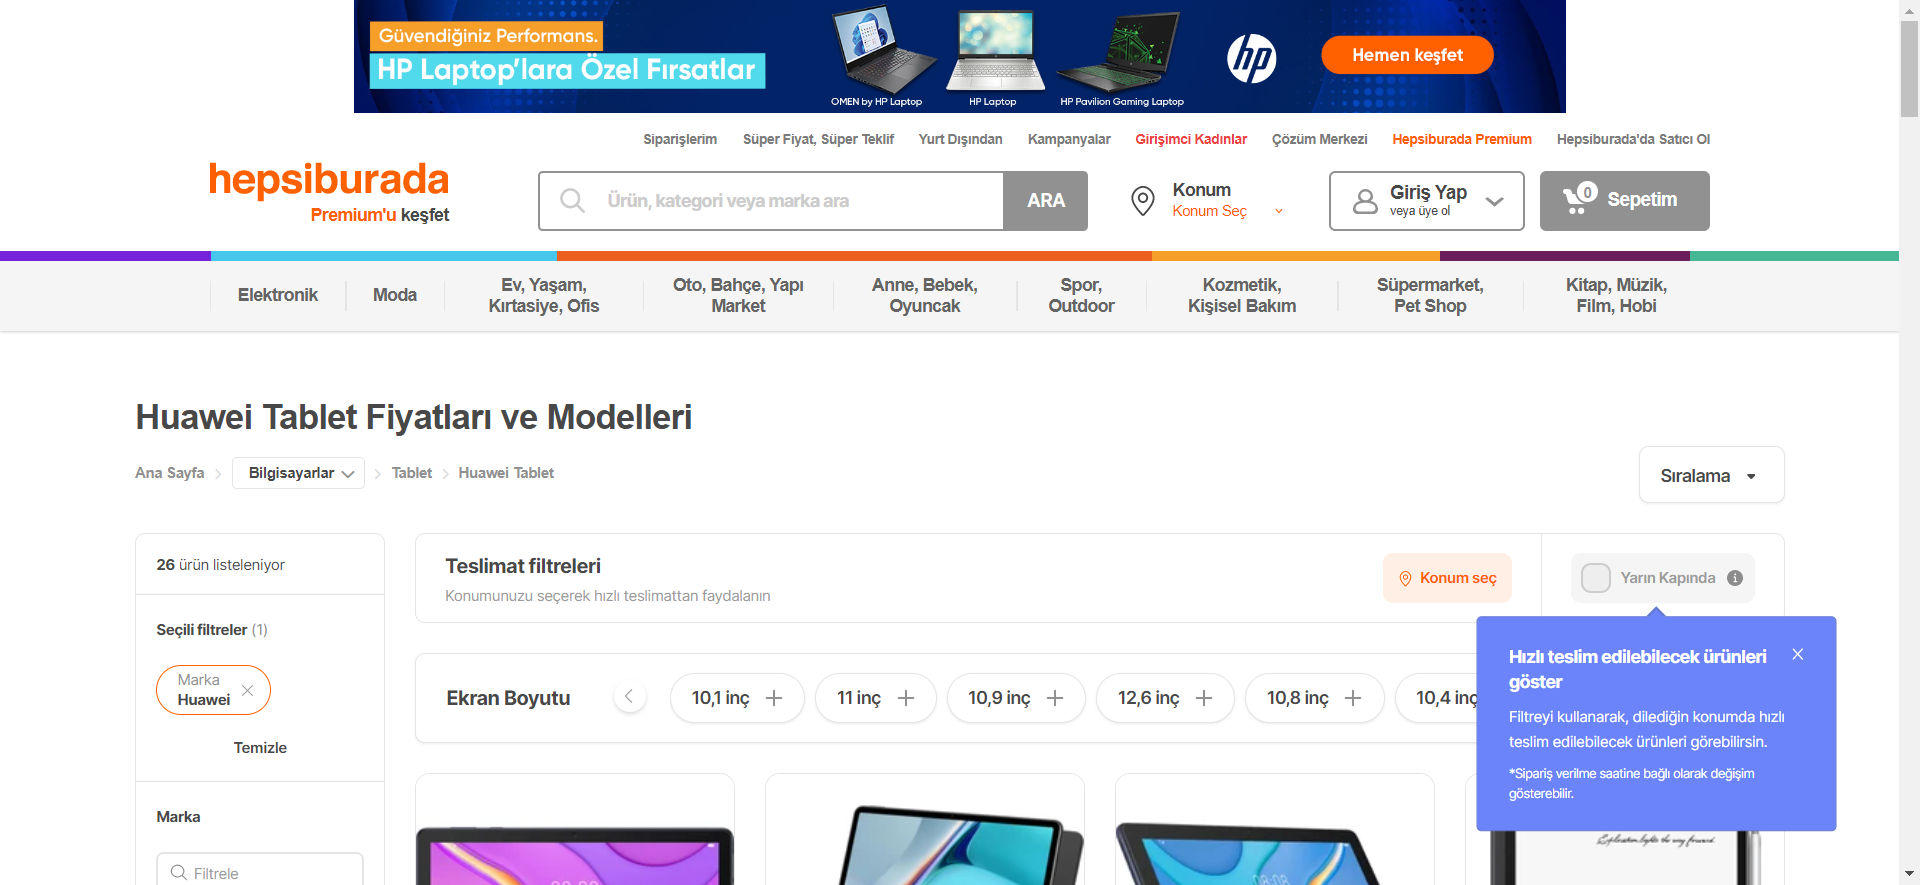 Güvendiğiniz Performans.
HP Laptop'lara Özel Fırsatlar
OMEN by HP Laptop
HP Laptop
HP Pavilion Gaming Laptop
hp
Hemen keşfet
Siparişlerim
Süper Fiyat, Süper Teklif
Yurt Dışından
Kampanyalar
Girişimci Kadınlar
Çözüm Merkezi
Hepsiburada Premium
Hepsiburada'da Satıcı Ol
hepsiburada
Premium'u keşfet
Ürün, kategori veya marka ara
ARA
Konum
Konum Seç
Giriş Yap
veya üye ol
0
Sepetim
Elektronik
Moda
Ev, Yaşam,
Kırtasiye, Ofis
Oto, Bahçe, Yapı
Market
Anne, Bebek,
Oyuncak
Spor,
Outdoor
Kozmetik,
Kişisel Bakım
Süpermarket,
Pet Shop
Kitap, Müzik,
Film, Hobi
Huawei Tablet Fiyatları ve Modelleri
Ana Sayfa
Bilgisayarlar
Tablet
Huawei Tablet
Sıralama
26 ürün listeleniyor
Seçili filtreler (1)
Marka
Huawei
Temizle
Marka
Filtrele
Teslimat filtreleri
Konumunuzu seçerek hızlı teslimattan faydalanın
Konum seç
Yarın Kapında
Ekran Boyutu
10,1 inç
11 inç
10,9 inç
12,6 inç
10,8 inç
10,4 inç
Hızlı teslim edilebilecek ürünleri
göster
Filtreyi kullanarak, dilediğin konumda hızlı
teslim edilebilecek ürünleri görebilirsin.
*Sipariş verilme saatine bağlı olarak değişim
gösterebilir.
08:08
Exploration lights the way forward.